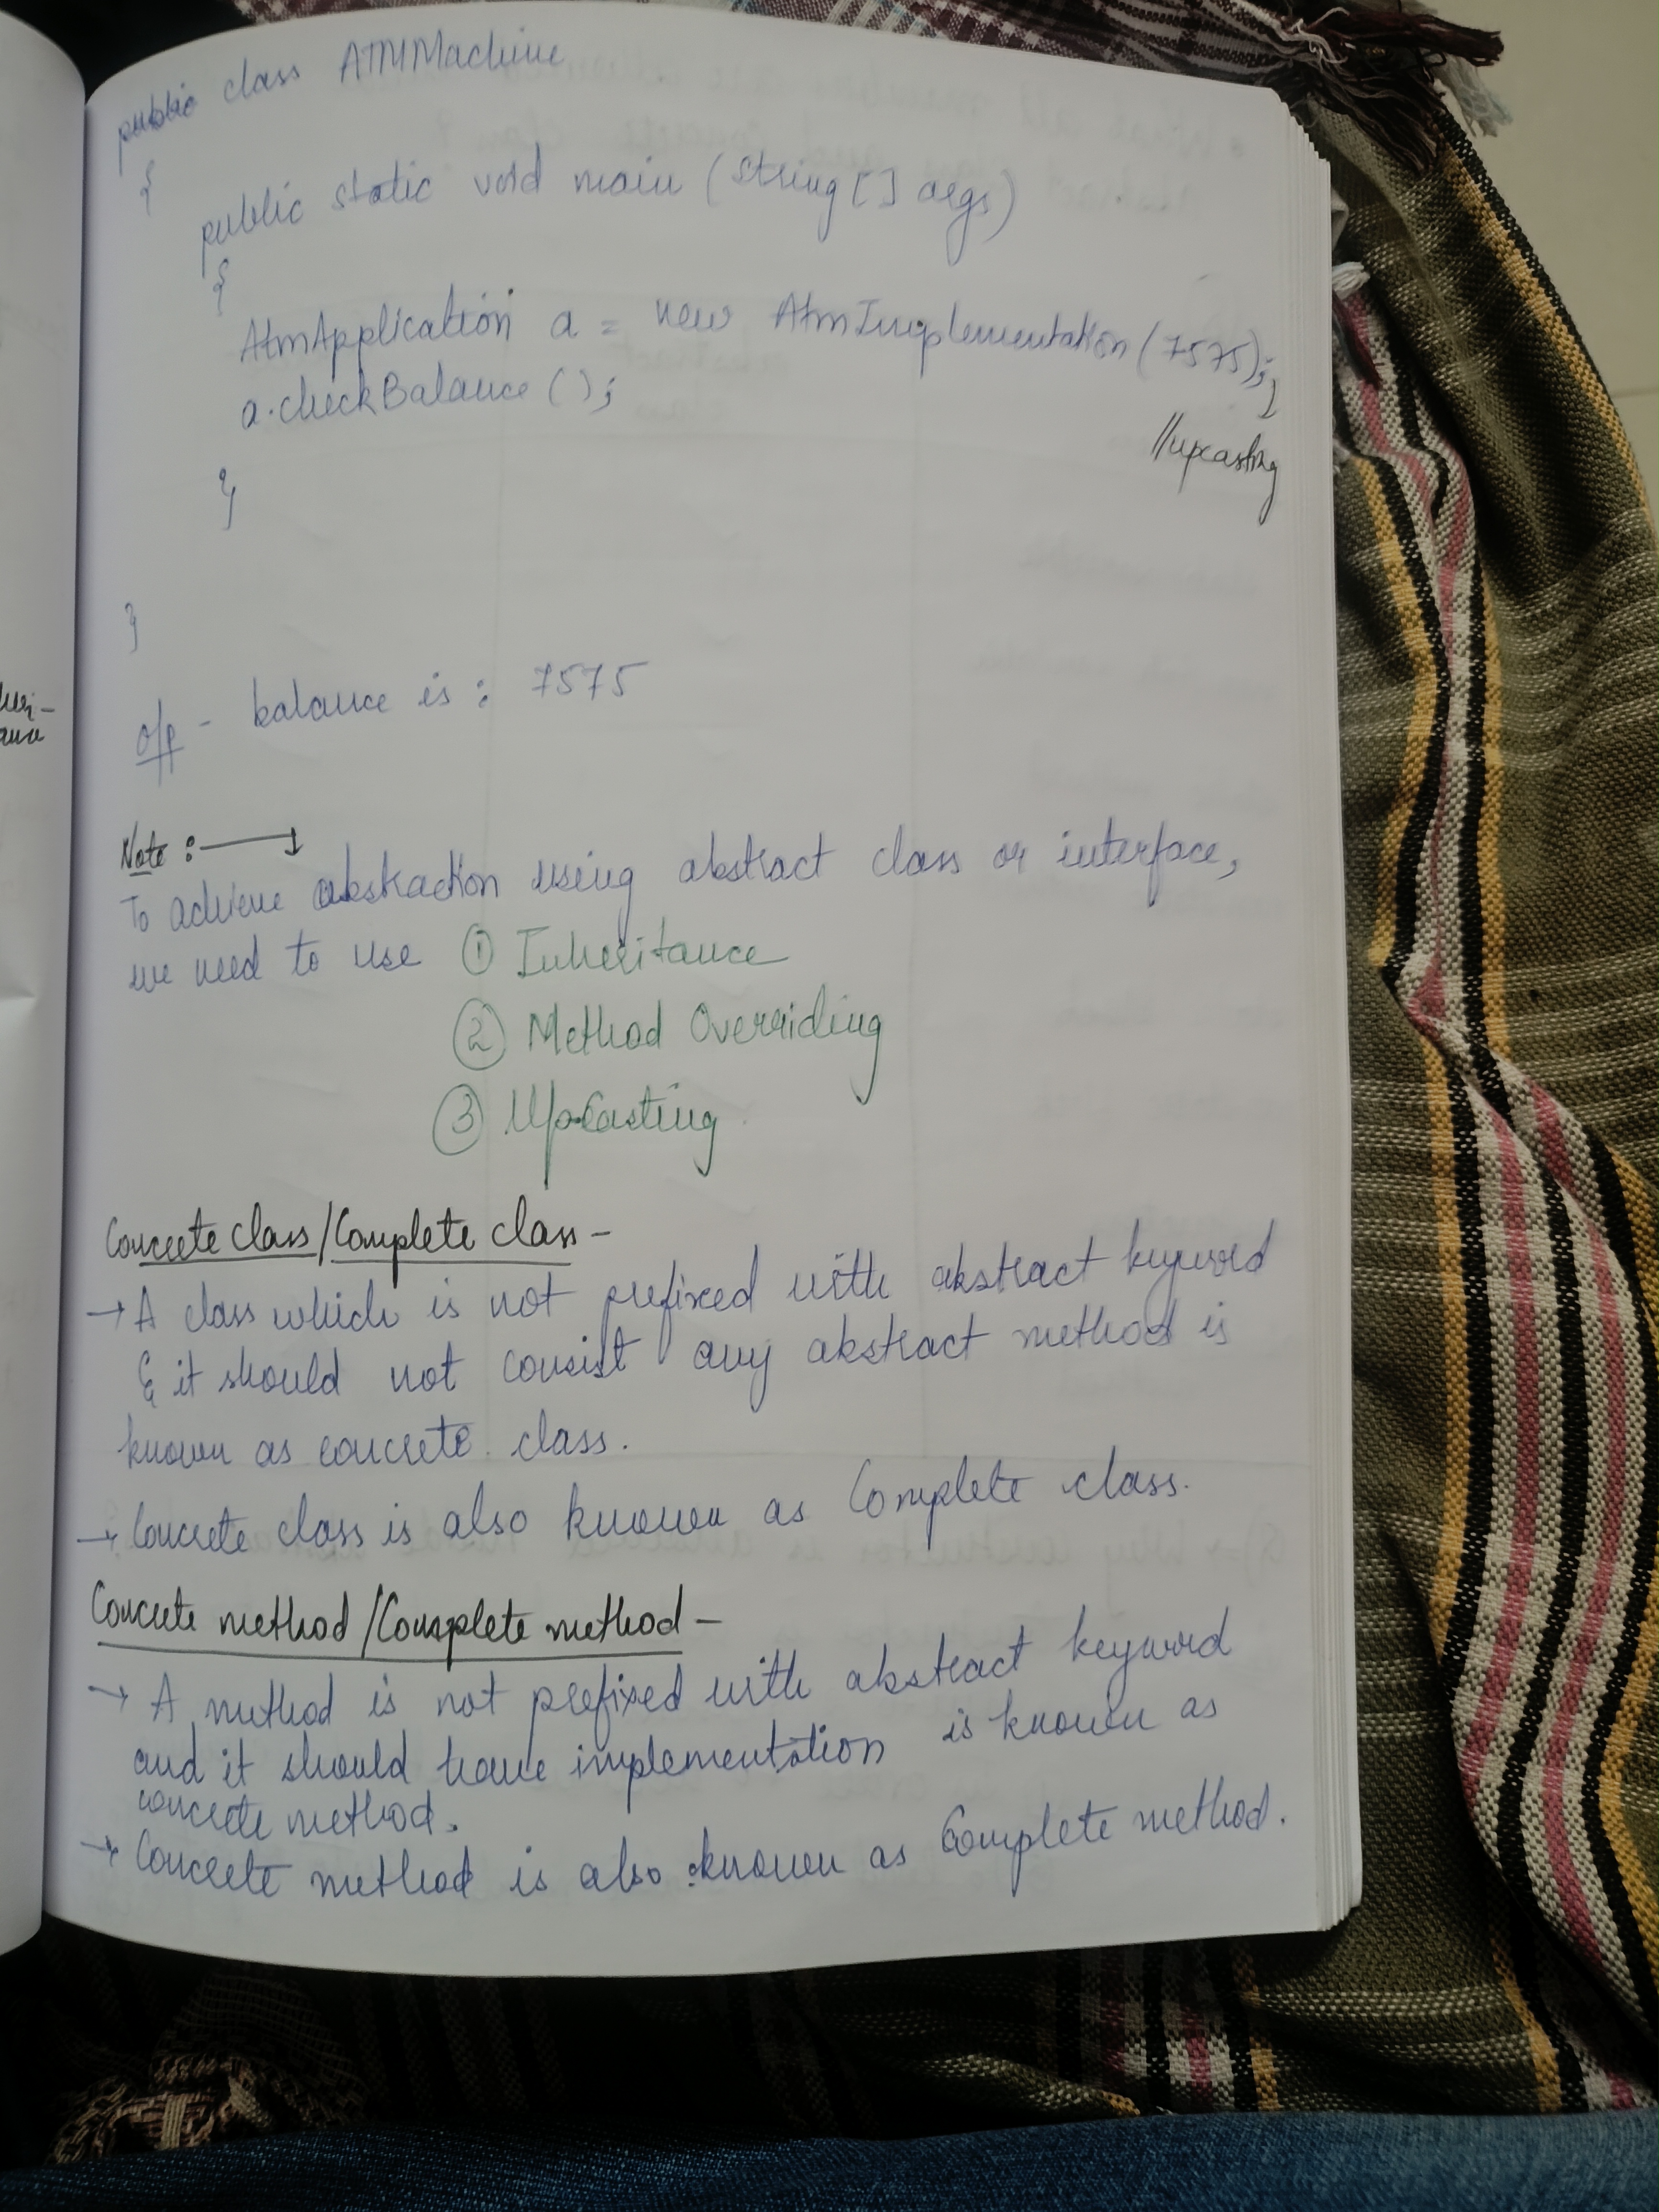 public class ATMMachine
{
public static void main (string [] args)
{
AtmApplication a = new AtmImplementation (7575);
a.checkBalance ();
//upcasting
}
}
o/p - balance is : 7575
Note :→
To achieve abstraction using abstract class or interface,
we need to use ① Inheritance
② Method Overriding
③ UpCasting
Concrete class/Complete class -
→ A class which is not prefixed with abstract keyword
& it should not consist any abstract method is
known as concrete class.
→ Concrete class is also known as Complete class.
Concrete method/Complete method -
→ A method is not prefixed with abstract keyword
and it should have implementation is known as
concrete method.
→ Concrete method is also known as Complete method.